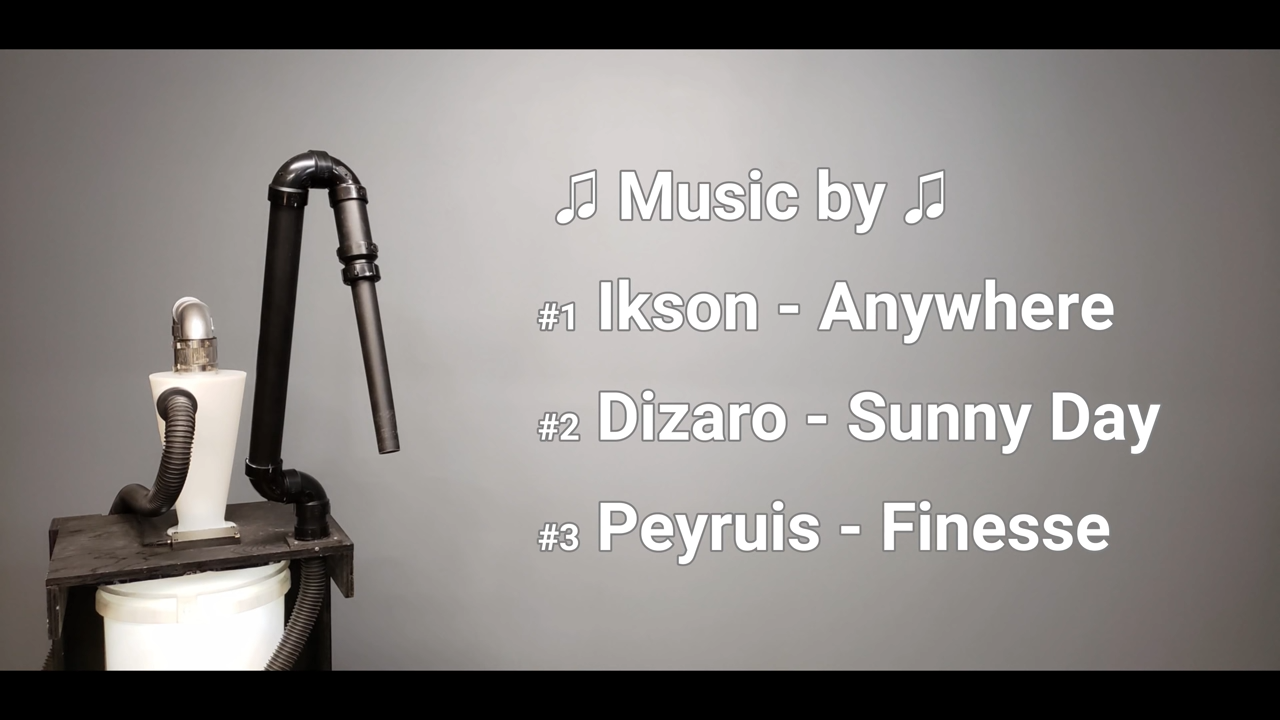 ♫ Music by ♫
#1 Ikson - Anywhere
#2 Dizaro - Sunny Day
#3 Peyruis - Finesse